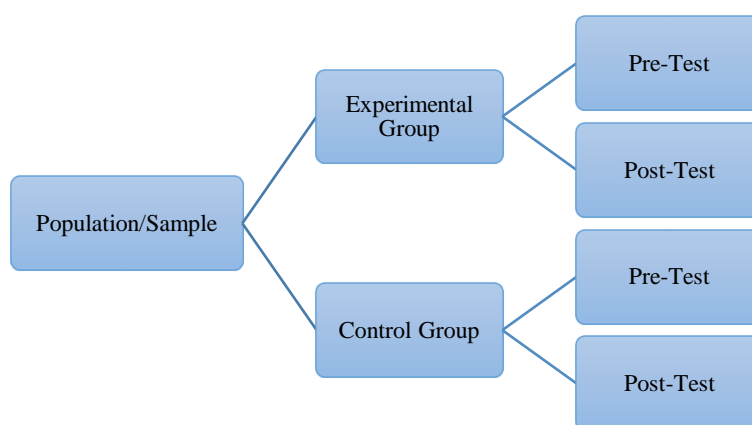 Population/Sample
Experimental
Group
Pre-Test
Post-Test
Control Group
Pre-Test
Post-Test